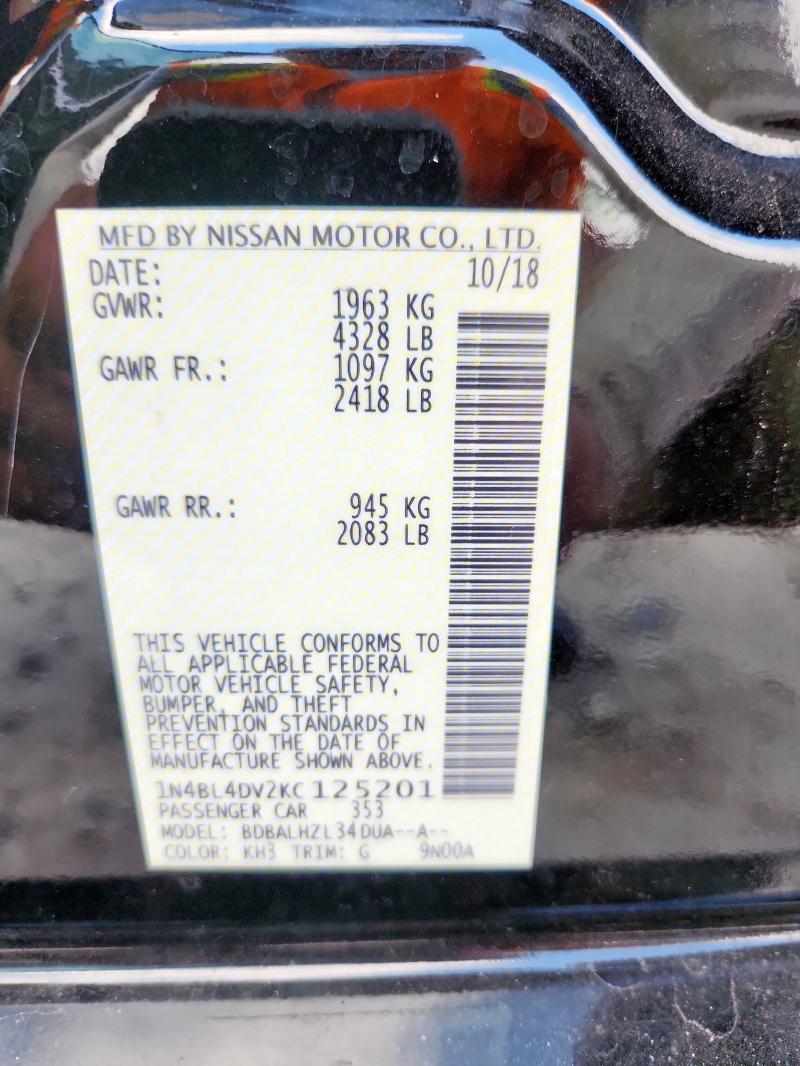 MFD BY NISSAN MOTOR CO., LTD.
DATE: 10/18
GVWR: 1963 KG
4328 LB
GAWR FR.: 1097 KG
2418 LB
GAWR RR.: 945 KG
2083 LB
THIS VEHICLE CONFORMS TO
ALL APPLICABLE FEDERAL
MOTOR VEHICLE SAFETY,
BUMPER, AND THEFT
PREVENTION STANDARDS IN
EFFECT ON THE DATE OF
MANUFACTURE SHOWN ABOVE.
1N4BL4DV2KC125201
PASSENGER CAR 353
MODEL: BDBALHZL34DUA--A--
COLOR: KH3 TRIM: G 9N00A